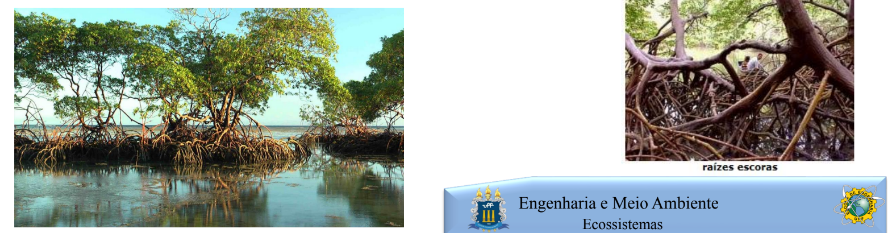 raízes escoras
Engenharia e Meio Ambiente
Ecossistemas